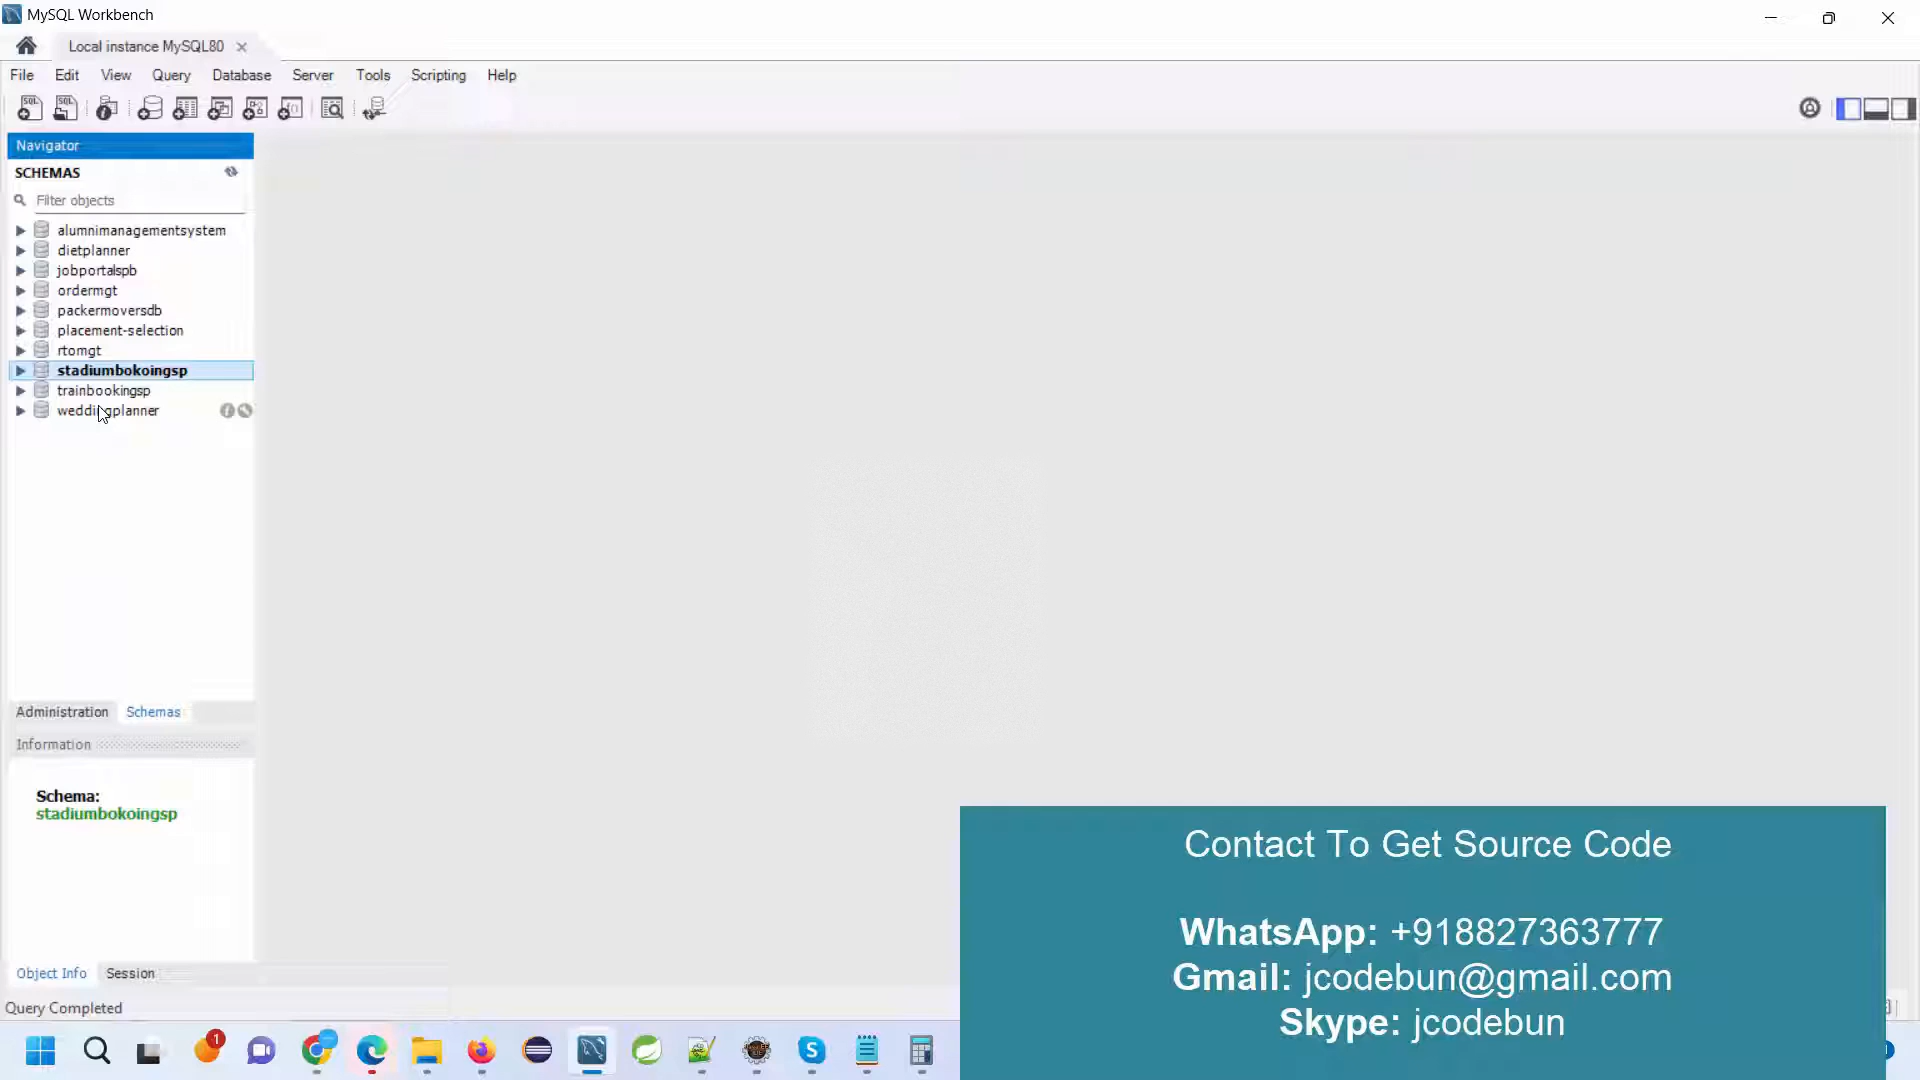 MySQL Workbench
Local instance MySQL80
File Edit View Query Database Server Tools Scripting Help
Navigator
SCHEMAS
Filter objects
alumnimanagementsystem
dietplanner
jobportalspb
ordermgt
packermoversdb
placement-selection
rtomgt
stadiumbokoingsp
trainbookingsp
weddingplanner
Administration Schemas
Information
Schema:
stadiumbokoingsp
Object Info Session
Query Completed
Contact To Get Source Code
WhatsApp: +918827363777
Gmail: jcodebun@gmail.com
Skype: jcodebun